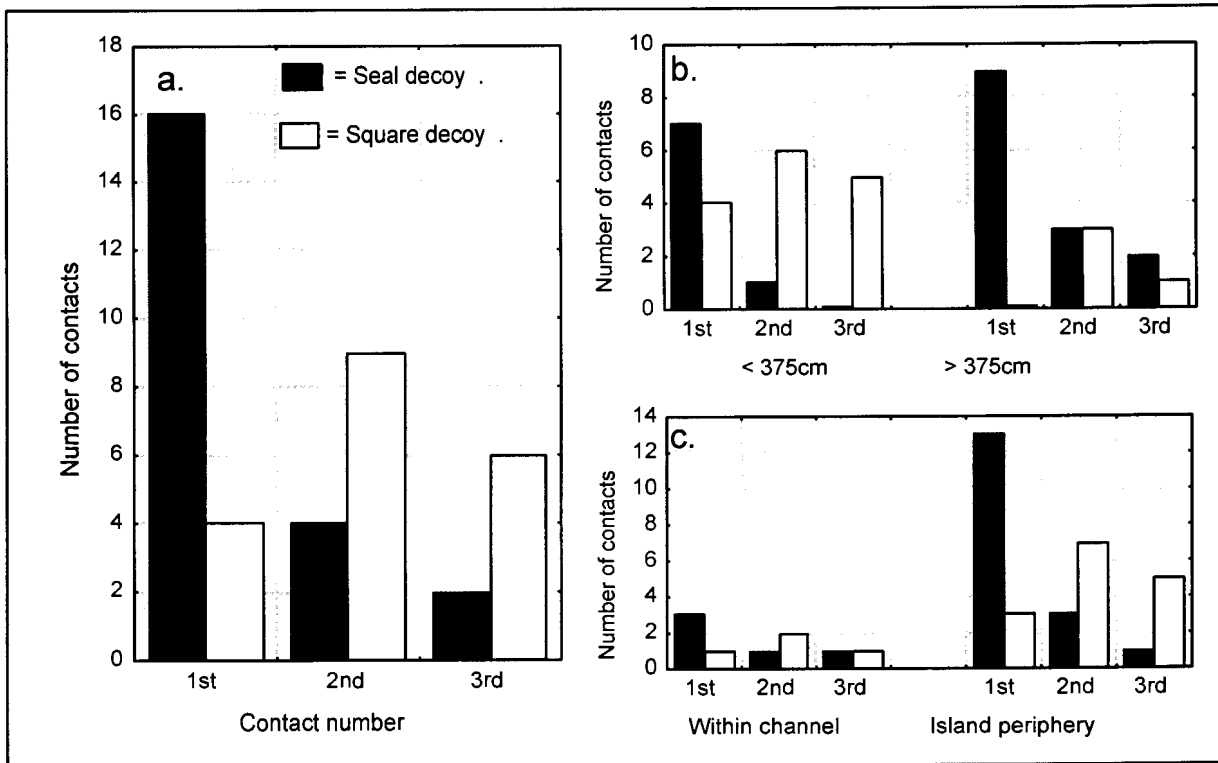 a.
= Seal decoy .
= Square decoy .
18
16
14
12
10
8
6
4
2
0
Number of contacts
1st 2nd 3rd
Contact number
b.
10
8
6
4
2
0
Number of contacts
1st 2nd 3rd 1st 2nd 3rd
< 375cm > 375cm
c.
14
12
10
8
6
4
2
0
Number of contacts
1st 2nd 3rd 1st 2nd 3rd
Within channel Island periphery